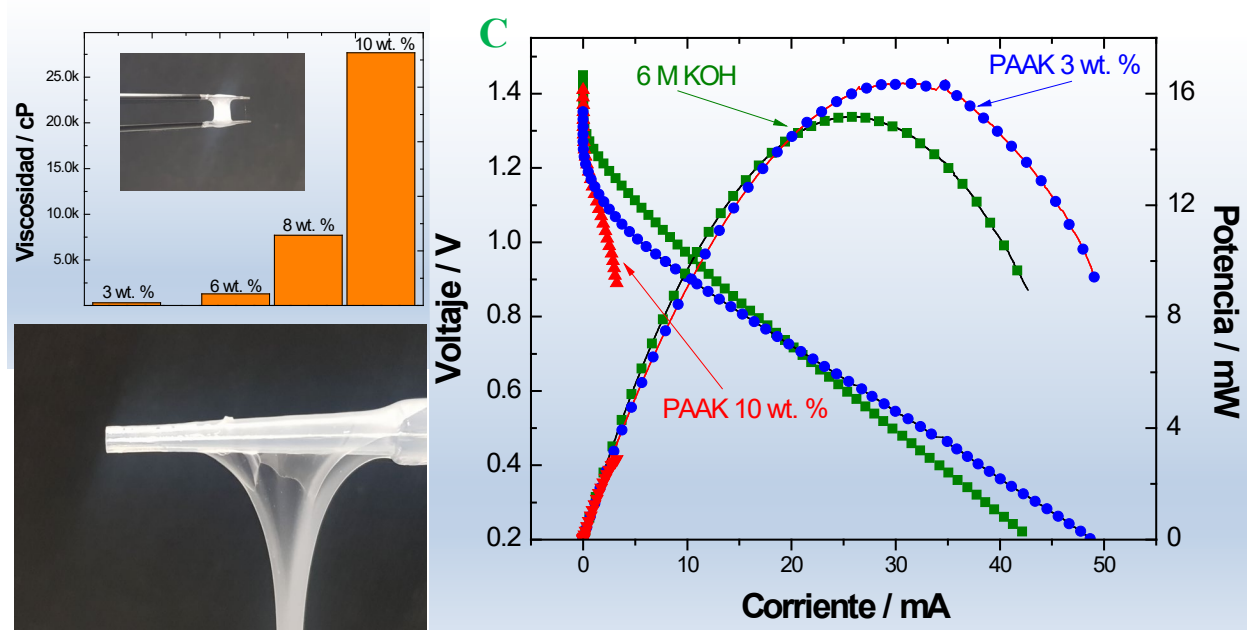 Viscosidad / cP
25.0k
20.0k
15.0k
10.0k
5.0k
3 wt. %
6 wt. %
8 wt. %
10 wt. %
C
6 M KOH
PAAK 3 wt. %
PAAK 10 wt. %
Voltaje / V
1.4
1.2
1.0
0.8
0.6
0.4
0.2
Potencia / mW
16
12
8
4
0
0
10
20
30
40
50
Corriente / mA